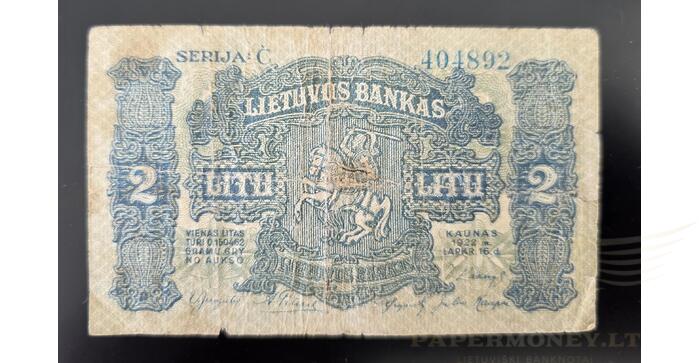 SERIJA: Č. 404892
LIETUVOS BANKAS
2 LITU LITU 2
VIENAS LITAS
TURI 0,150462
GRAMŲ GRY
NO AUKSO
KAUNAS
1922 m.
LAPKR. 16 d.
LIETUVOS BANKAS
PAPERMONEY.LT
LIETUVIŠKI BANKNOTAI